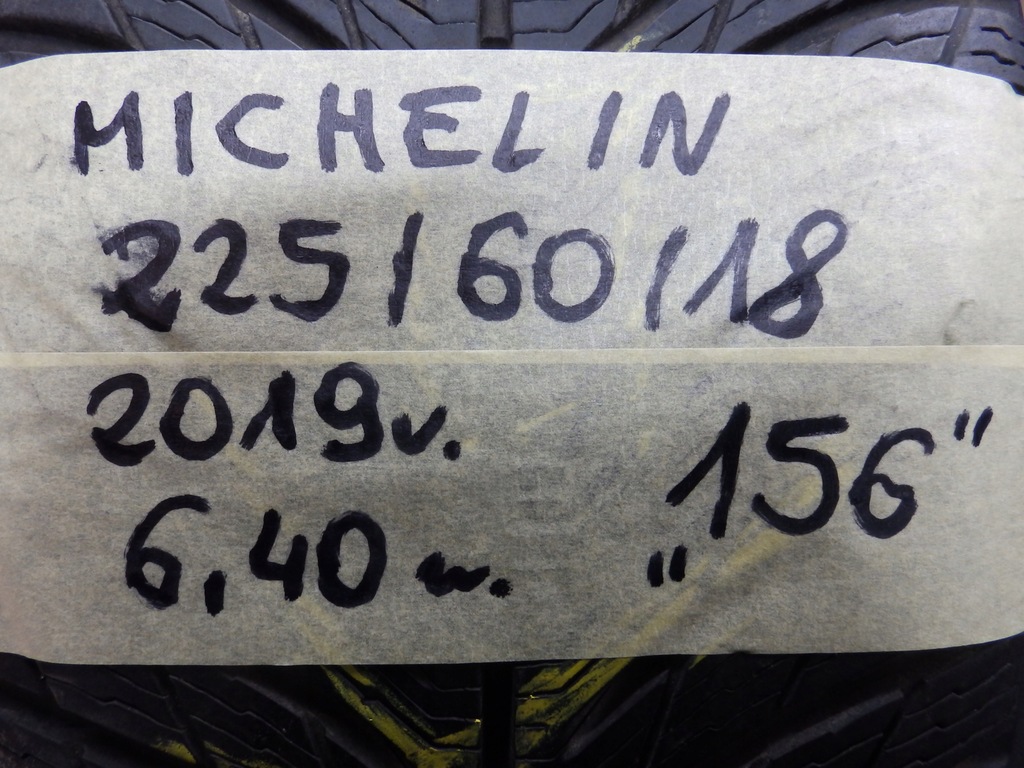 MICHELIN
225/60/18
2019v.
6,40 w.
„156"